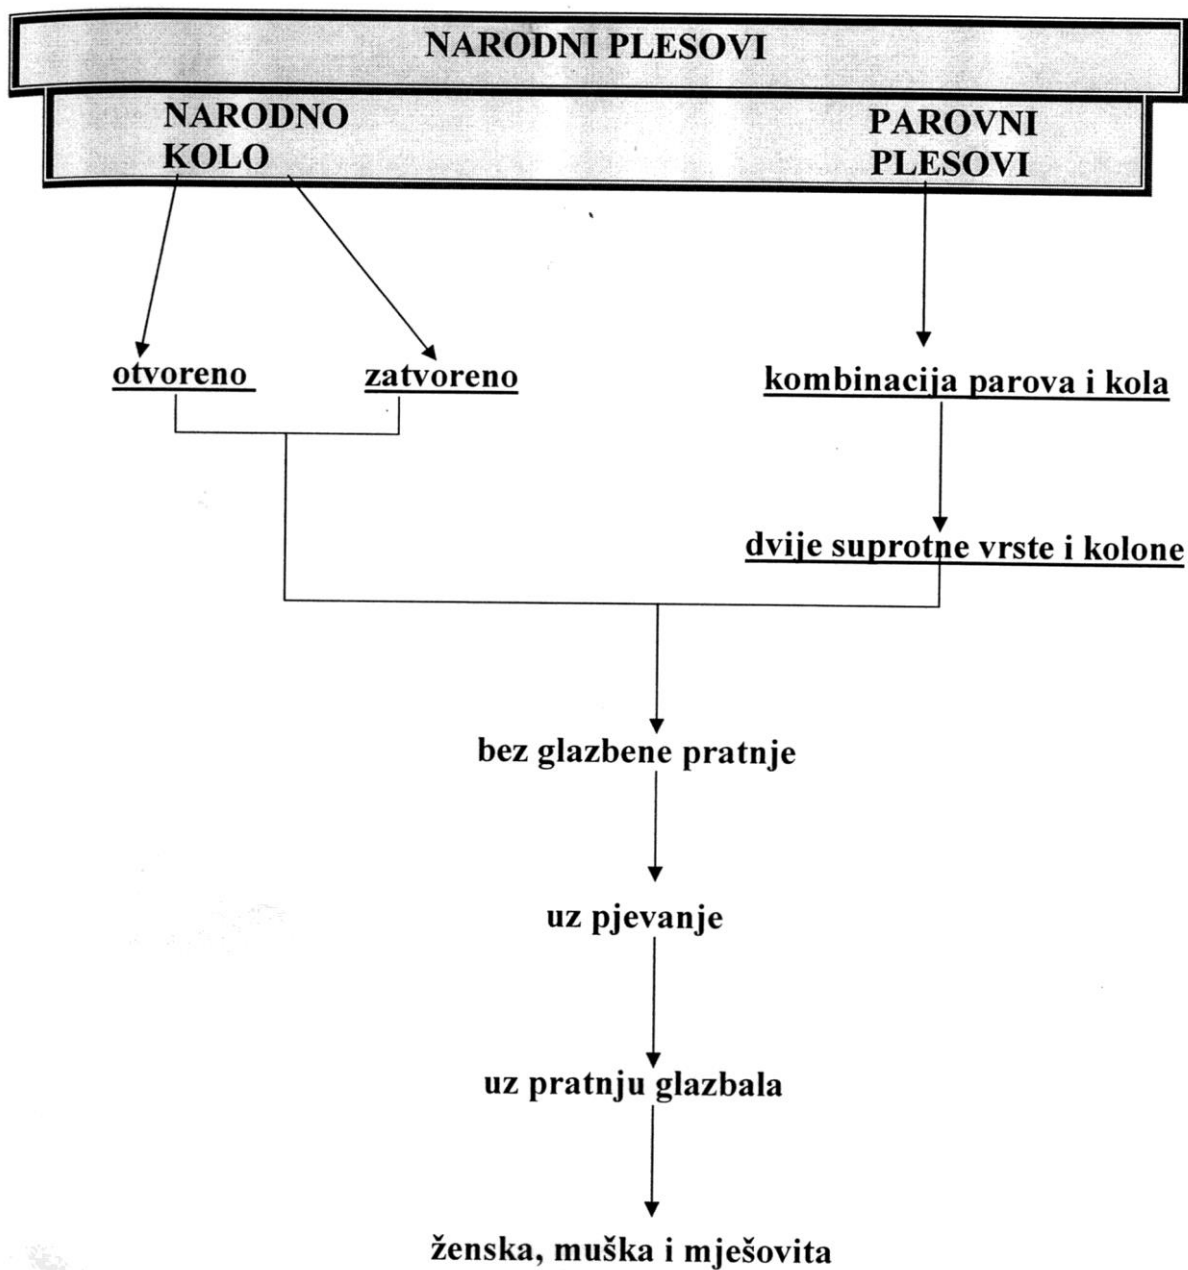 NARODNI PLESOVI
NARODNO
KOLO
PAROVNI
PLESOVI
otvoreno
zatvoreno
kombinacija parova i kola
dvije suprotne vrste i kolone
bez glazbene pratnje
uz pjevanje
uz pratnju glazbala
ženska, muška i mješovita